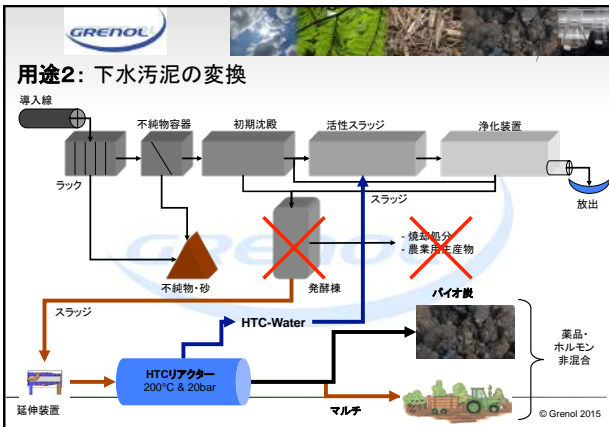 GRENOL
用途2: 下水汚泥の変換
導入線
不純物容器
初期沈殿
活性スラッジ
浄化装置
ラック
スラッジ
放出
- 焼却処分
- 農業用生産物
不純物・砂
発酵棟
バイオ炭
スラッジ
HTC-Water
薬品・
ホルモン
非混合
HTCリアクター
200°C & 20bar
延伸装置
マルチ
© Grenol 2015
GRENOL